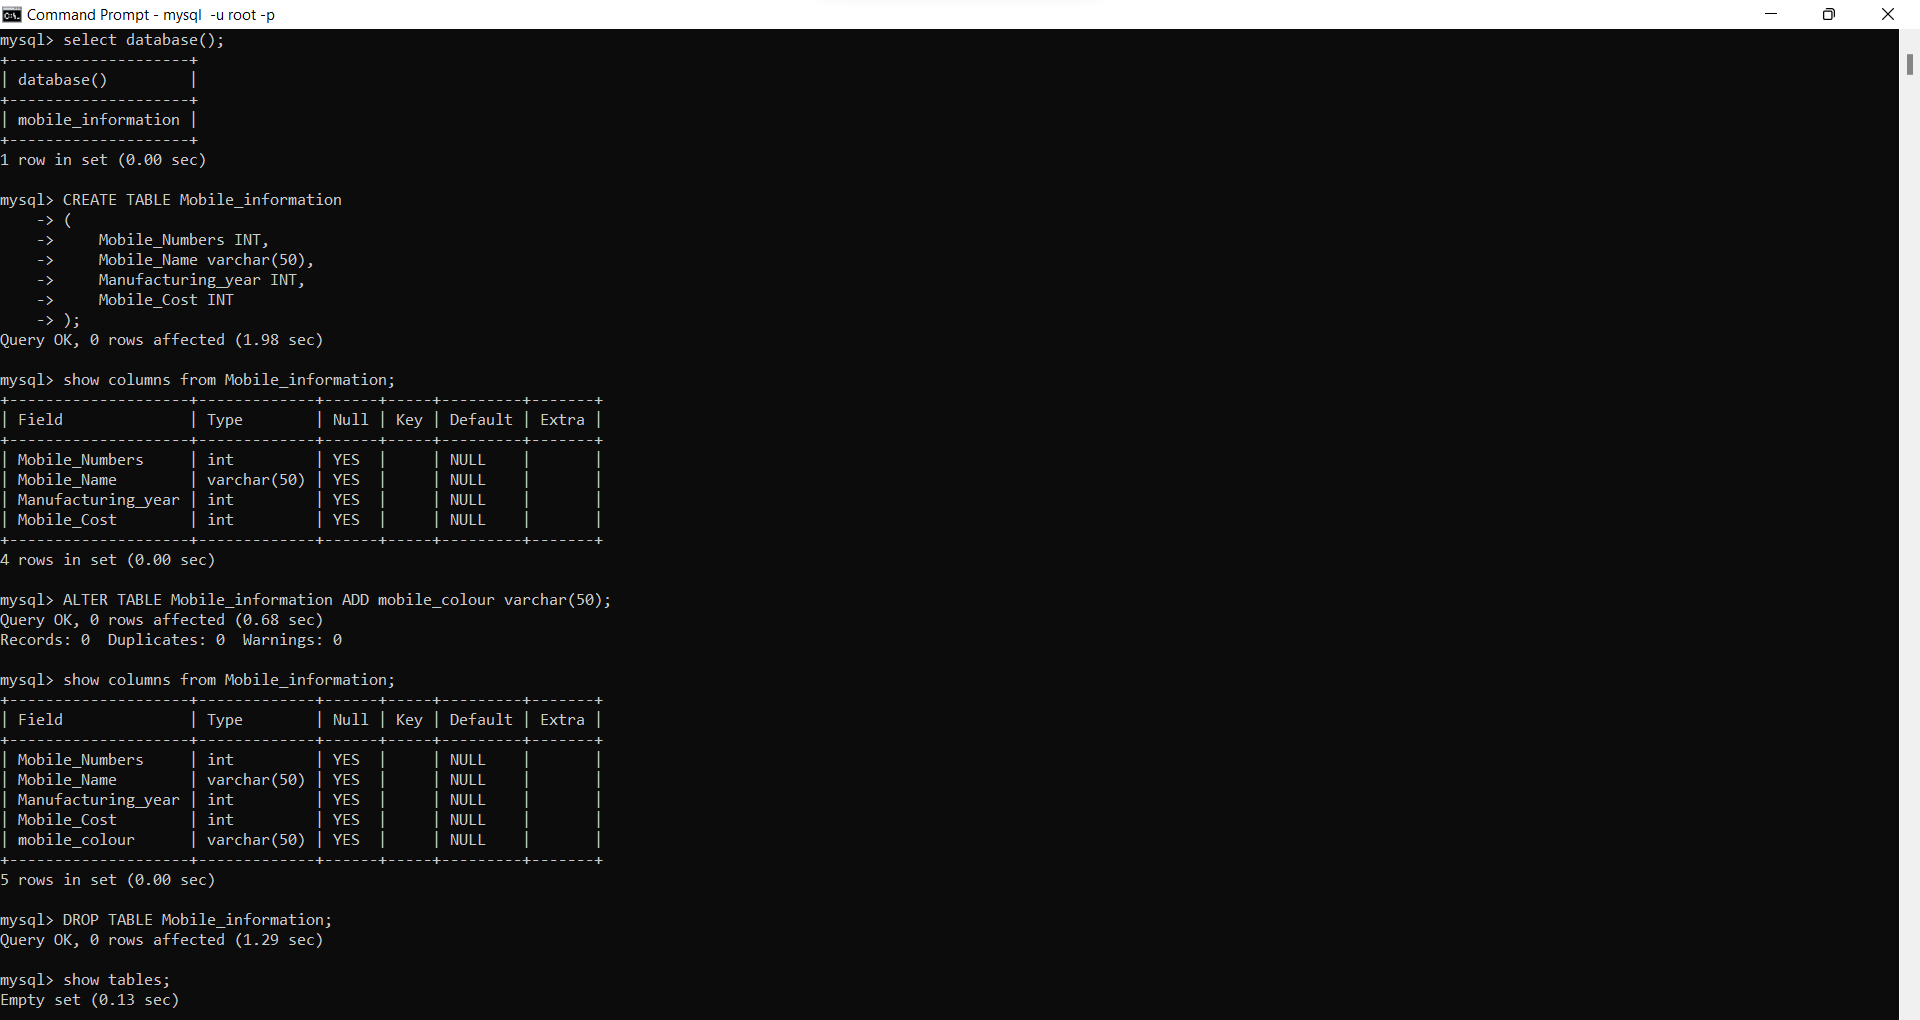 Command Prompt - mysql  -u root -p
mysql> select database();
+--------------------+
| database()         |
+--------------------+
| mobile_information |
+--------------------+
1 row in set (0.00 sec)

mysql> CREATE TABLE Mobile_information
    -> (
    ->     Mobile_Numbers INT,
    ->     Mobile_Name varchar(50),
    ->     Manufacturing_year INT,
    ->     Mobile_Cost INT
    -> );
Query OK, 0 rows affected (1.98 sec)

mysql> show columns from Mobile_information;
+--------------------+-------------+------+-----+---------+-------+
| Field              | Type        | Null | Key | Default | Extra |
+--------------------+-------------+------+-----+---------+-------+
| Mobile_Numbers     | int         | YES  |     | NULL    |       |
| Mobile_Name        | varchar(50) | YES  |     | NULL    |       |
| Manufacturing_year | int         | YES  |     | NULL    |       |
| Mobile_Cost        | int         | YES  |     | NULL    |       |
+--------------------+-------------+------+-----+---------+-------+
4 rows in set (0.00 sec)

mysql> ALTER TABLE Mobile_information ADD mobile_colour varchar(50);
Query OK, 0 rows affected (0.68 sec)
Records: 0  Duplicates: 0  Warnings: 0

mysql> show columns from Mobile_information;
+--------------------+-------------+------+-----+---------+-------+
| Field              | Type        | Null | Key | Default | Extra |
+--------------------+-------------+------+-----+---------+-------+
| Mobile_Numbers     | int         | YES  |     | NULL    |       |
| Mobile_Name        | varchar(50) | YES  |     | NULL    |       |
| Manufacturing_year | int         | YES  |     | NULL    |       |
| Mobile_Cost        | int         | YES  |     | NULL    |       |
| mobile_colour      | varchar(50) | YES  |     | NULL    |       |
+--------------------+-------------+------+-----+---------+-------+
5 rows in set (0.00 sec)

mysql> DROP TABLE Mobile_information;
Query OK, 0 rows affected (1.29 sec)

mysql> show tables;
Empty set (0.13 sec)